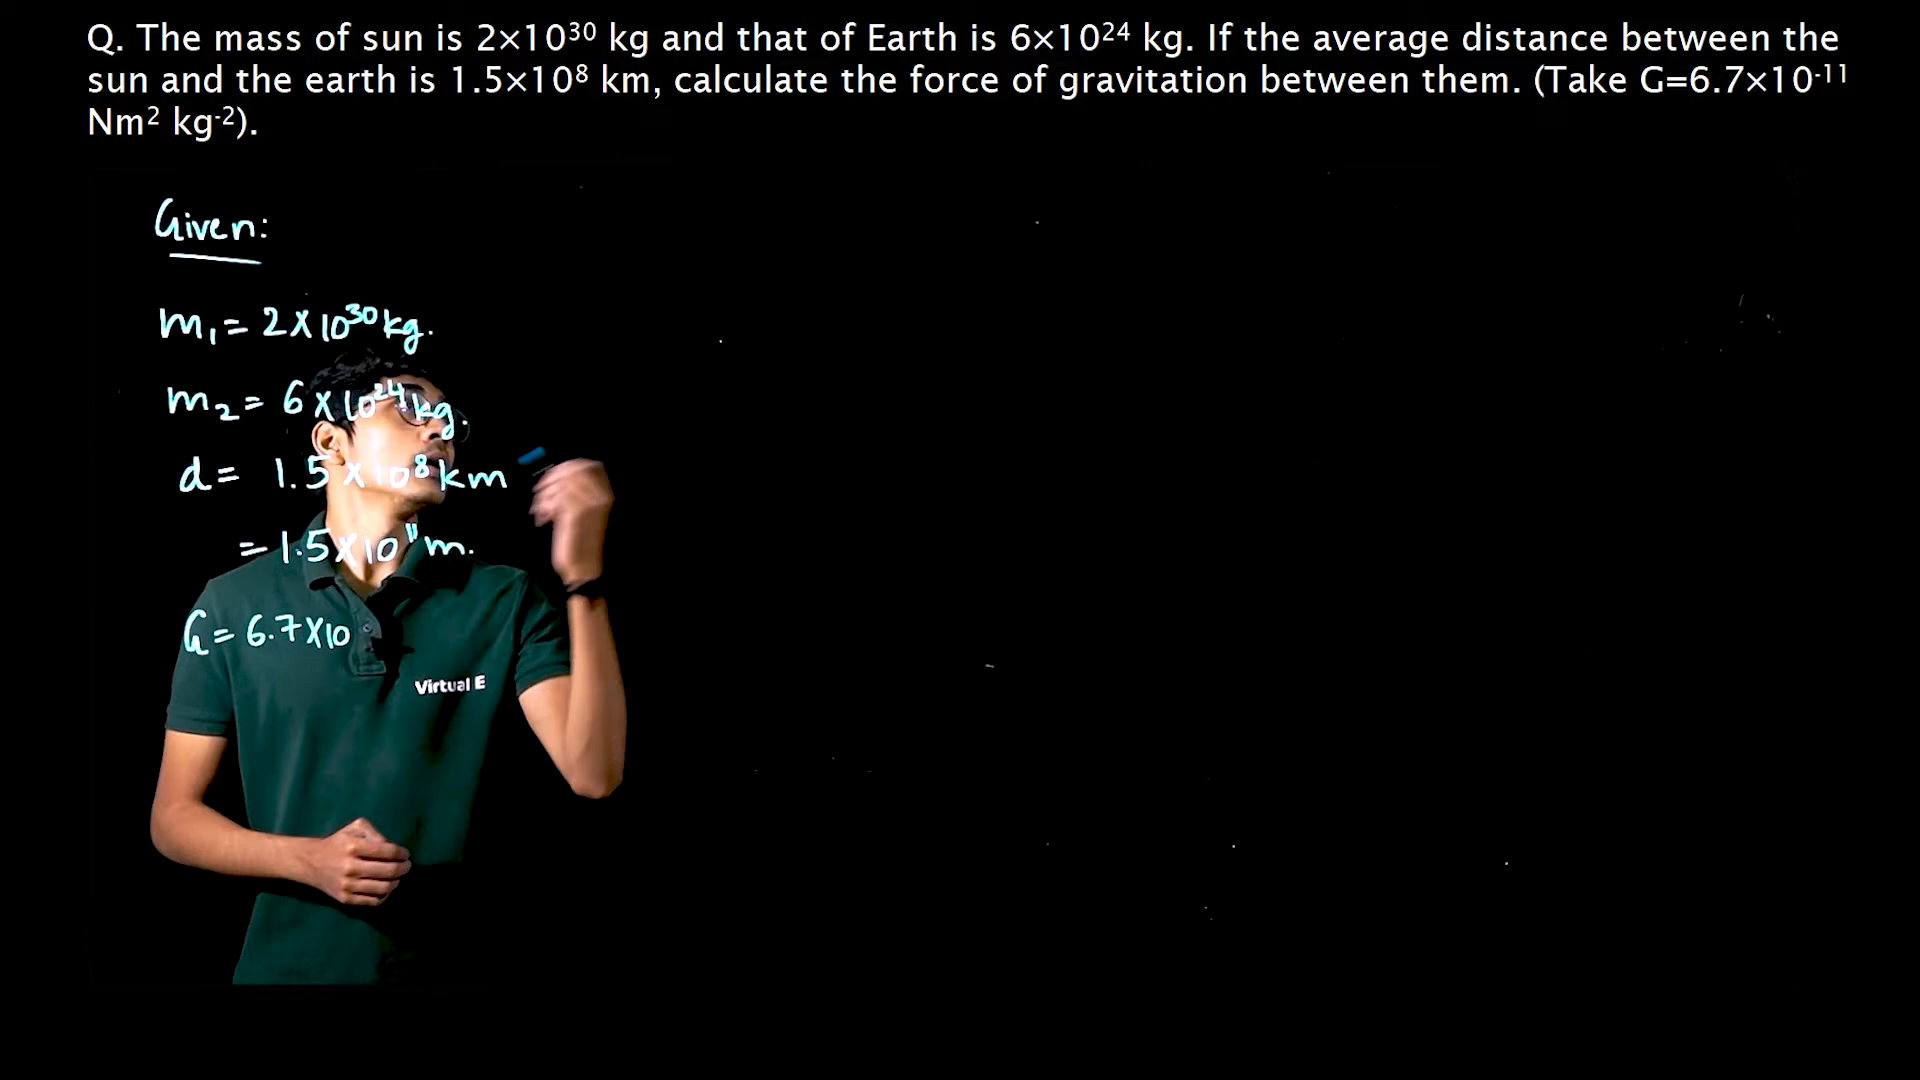 Q. The mass of sun is 2×10³⁰ kg and that of Earth is 6×10²⁴ kg. If the average distance between the
sun and the earth is 1.5×10⁸ km, calculate the force of gravitation between them. (Take G=6.7×10⁻¹¹
Nm² kg⁻²).
Given:
m₁ = 2×10³⁰ kg.
m₂ = 6×10²⁴ kg.
d = 1.5×10⁸ km
= 1.5×10¹¹ m.
G = 6.7×10
Virtual E